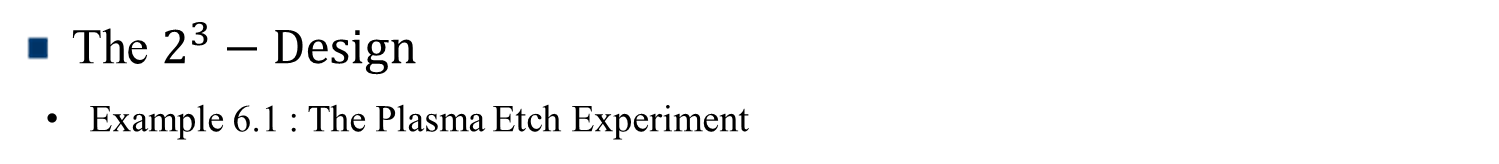 ■ The 2³ − Design
• Example 6.1 : The Plasma Etch Experiment